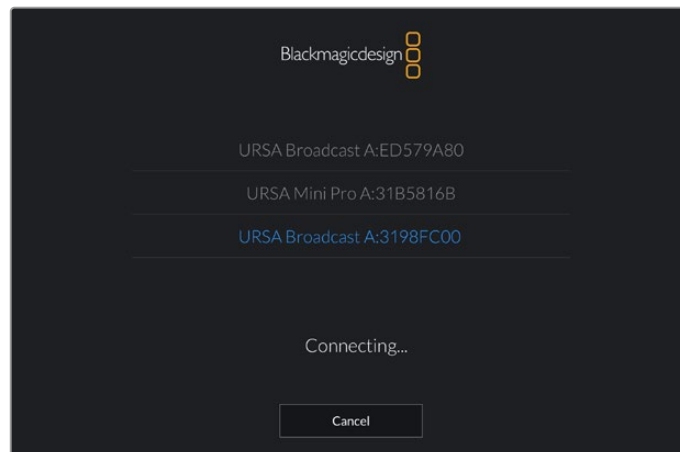 Blackmagicdesign
URSA Broadcast A:ED579A80
URSA Mini Pro A:31B5816B
URSA Broadcast A:3198FC00
Connecting...
Cancel